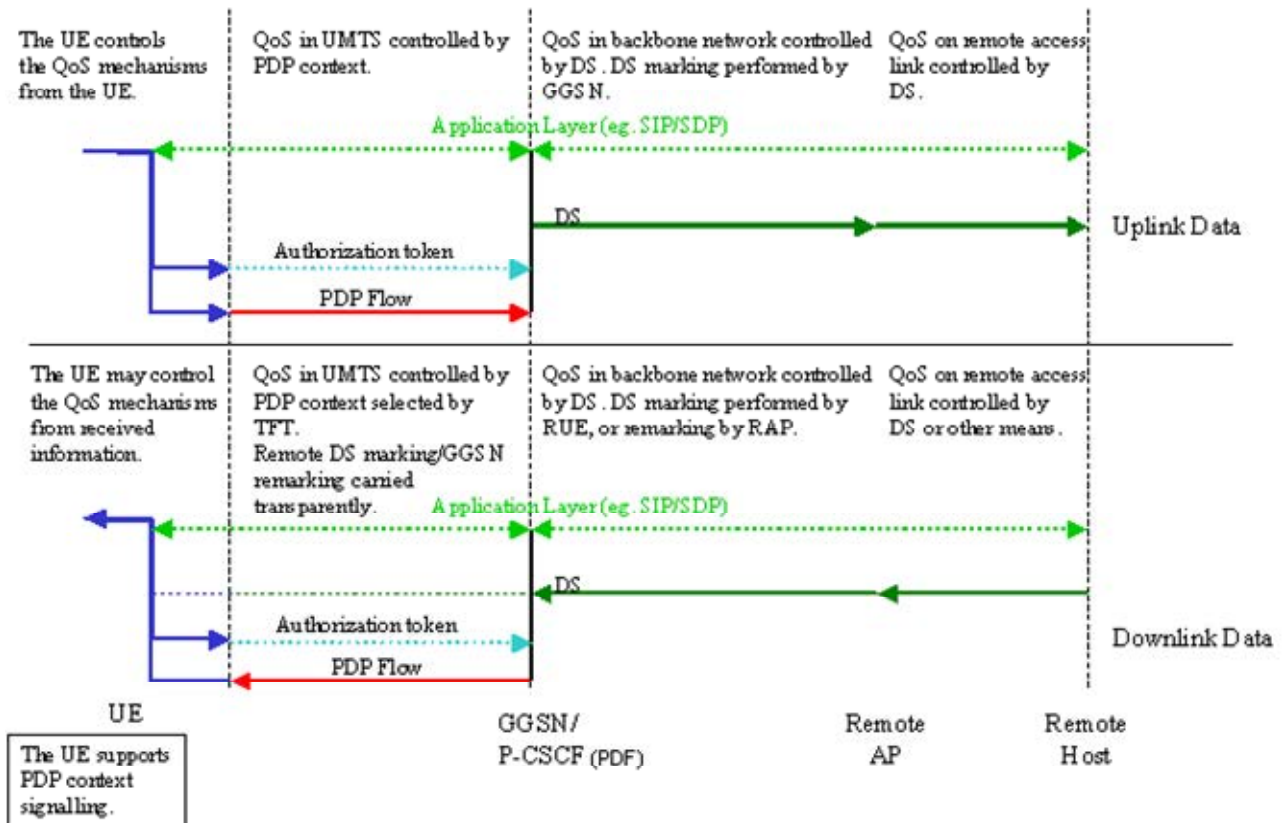 The UE controls
the QoS mechanisms
from the UE.
QoS in UMTS controlled by
PDP context.
QoS in backbone network controlled
by DS. DS marking performed by
GGSN.
QoS on remote access
link controlled by
DS.
Application Layer (eg. SIP/SDP)
DS
Uplink Data
Authorization token
PDP Flow
The UE may control
the QoS mechanisms
from received
information.
QoS in UMTS controlled by
PDP context selected by
TFT.
Remote DS marking/GGSN
remarking carried
transparently.
QoS in backbone network controlled
by DS. DS marking performed by
RUE, or remarking by RAP.
QoS on remote access
link controlled by
DS or other means.
Application Layer (eg. SIP/SDP)
DS
Authorization token
Downlink Data
PDP Flow
UE
GGSN/
P-CSCF (PDF)
Remote
AP
Remote
Host
The UE supports
PDP context
signalling.